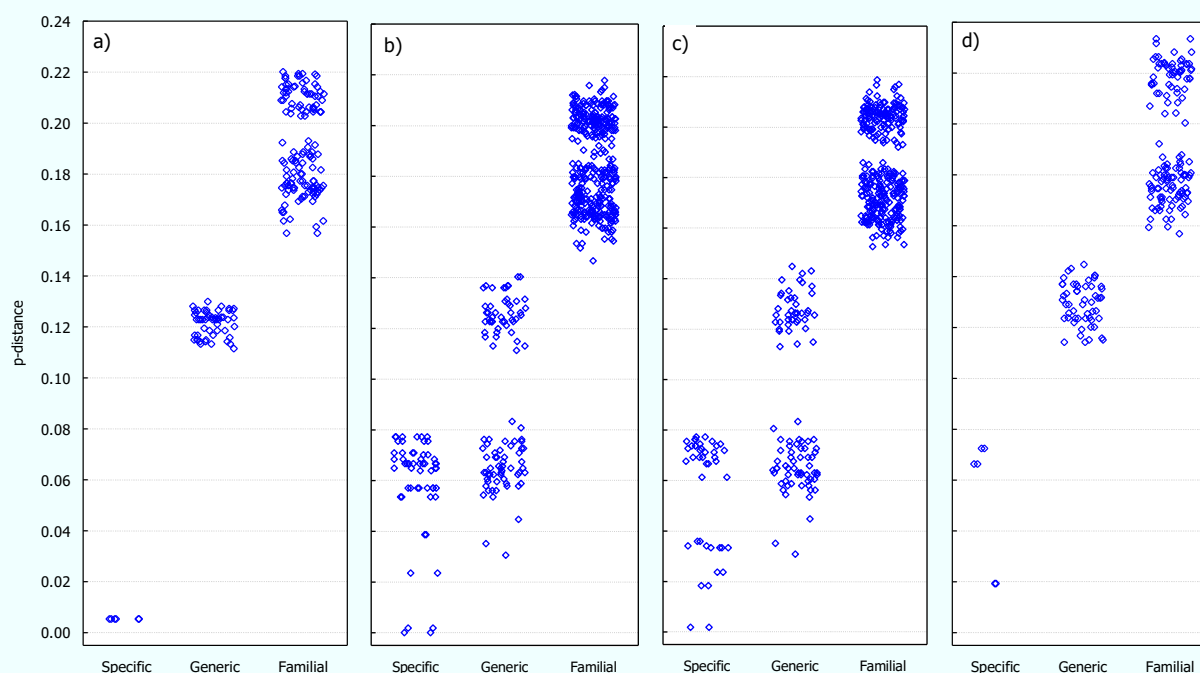 a)
b)
c)
d)
p-distance
0.24
0.22
0.20
0.18
0.16
0.14
0.12
0.10
0.08
0.06
0.04
0.02
0.00
Specific Generic Familial
Specific Generic Familial
Specific Generic Familial
Specific Generic Familial